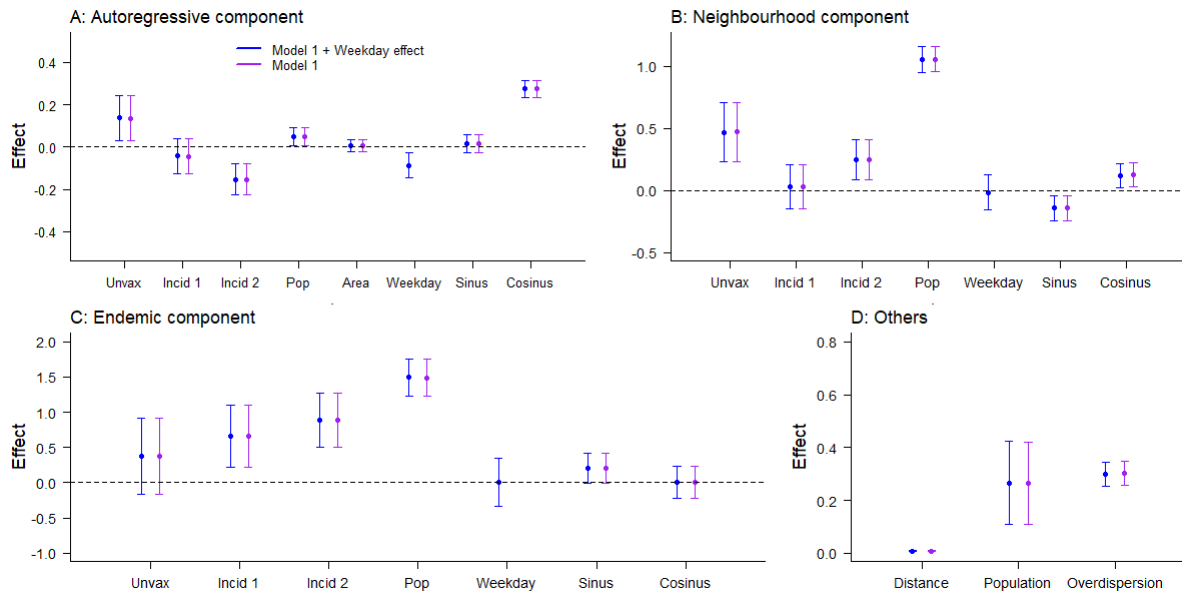 A: Autoregressive component
Model 1 + Weekday effect
Model 1
Effect
0.4
0.2
0.0
-0.2
-0.4
Unvax Incid 1 Incid 2 Pop Area Weekday Sinus Cosinus
B: Neighbourhood component
Effect
1.0
0.5
0.0
-0.5
Unvax Incid 1 Incid 2 Pop Weekday Sinus Cosinus
C: Endemic component
Effect
2.0
1.5
1.0
0.5
0.0
-0.5
-1.0
Unvax Incid 1 Incid 2 Pop Weekday Sinus Cosinus
D: Others
Effect
0.8
0.6
0.4
0.2
0.0
Distance Population Overdispersion